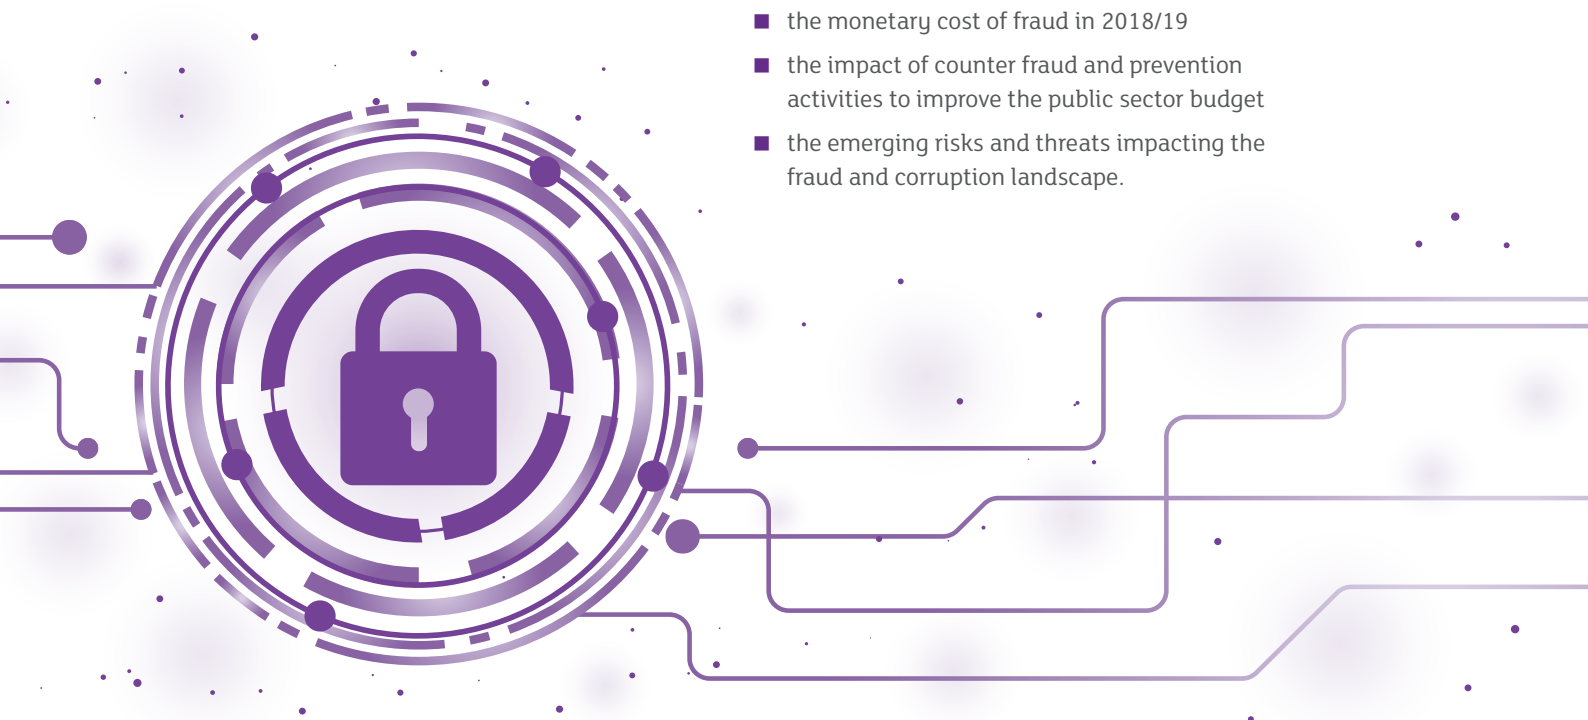 the monetary cost of fraud in 2018/19
the impact of counter fraud and prevention
activities to improve the public sector budget
the emerging risks and threats impacting the
fraud and corruption landscape.